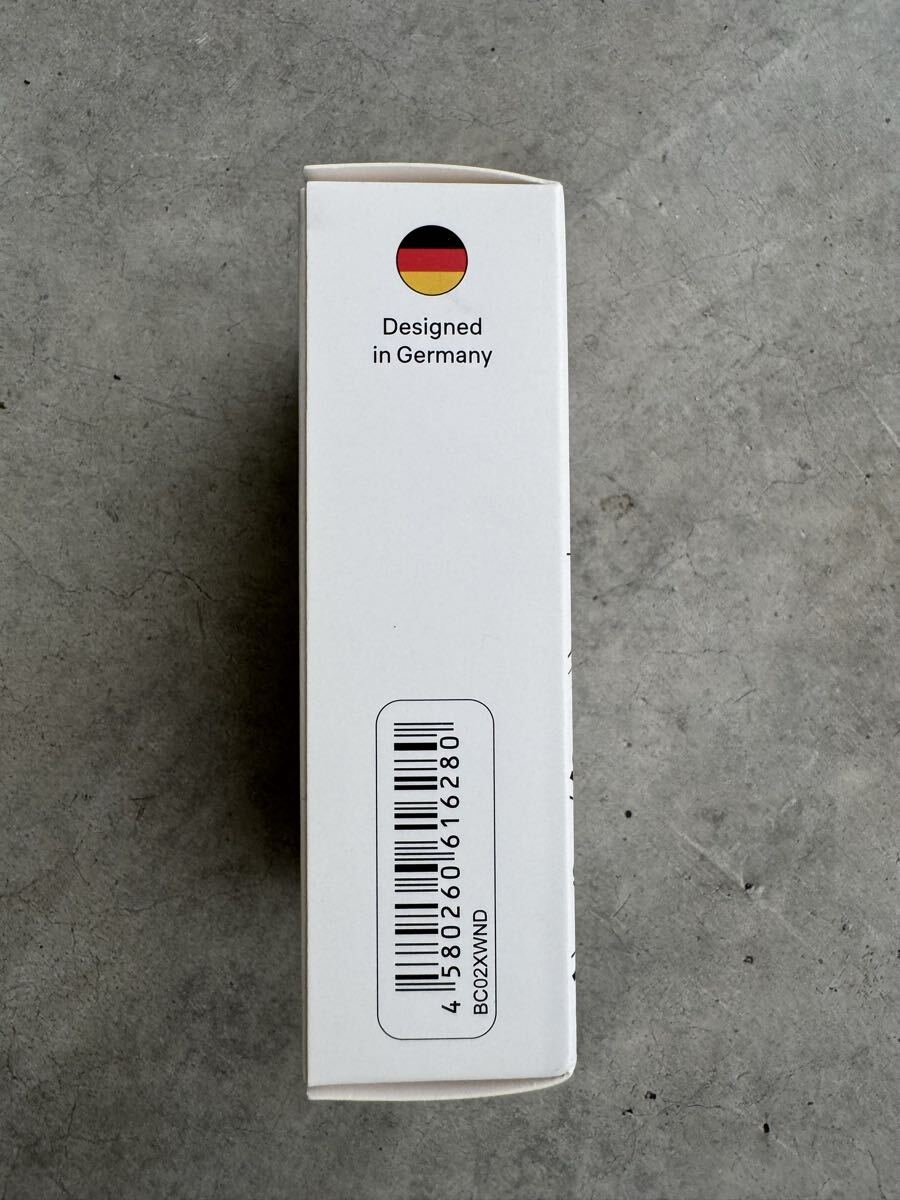 Designed
in Germany
4 580260 616280
BC02XWND